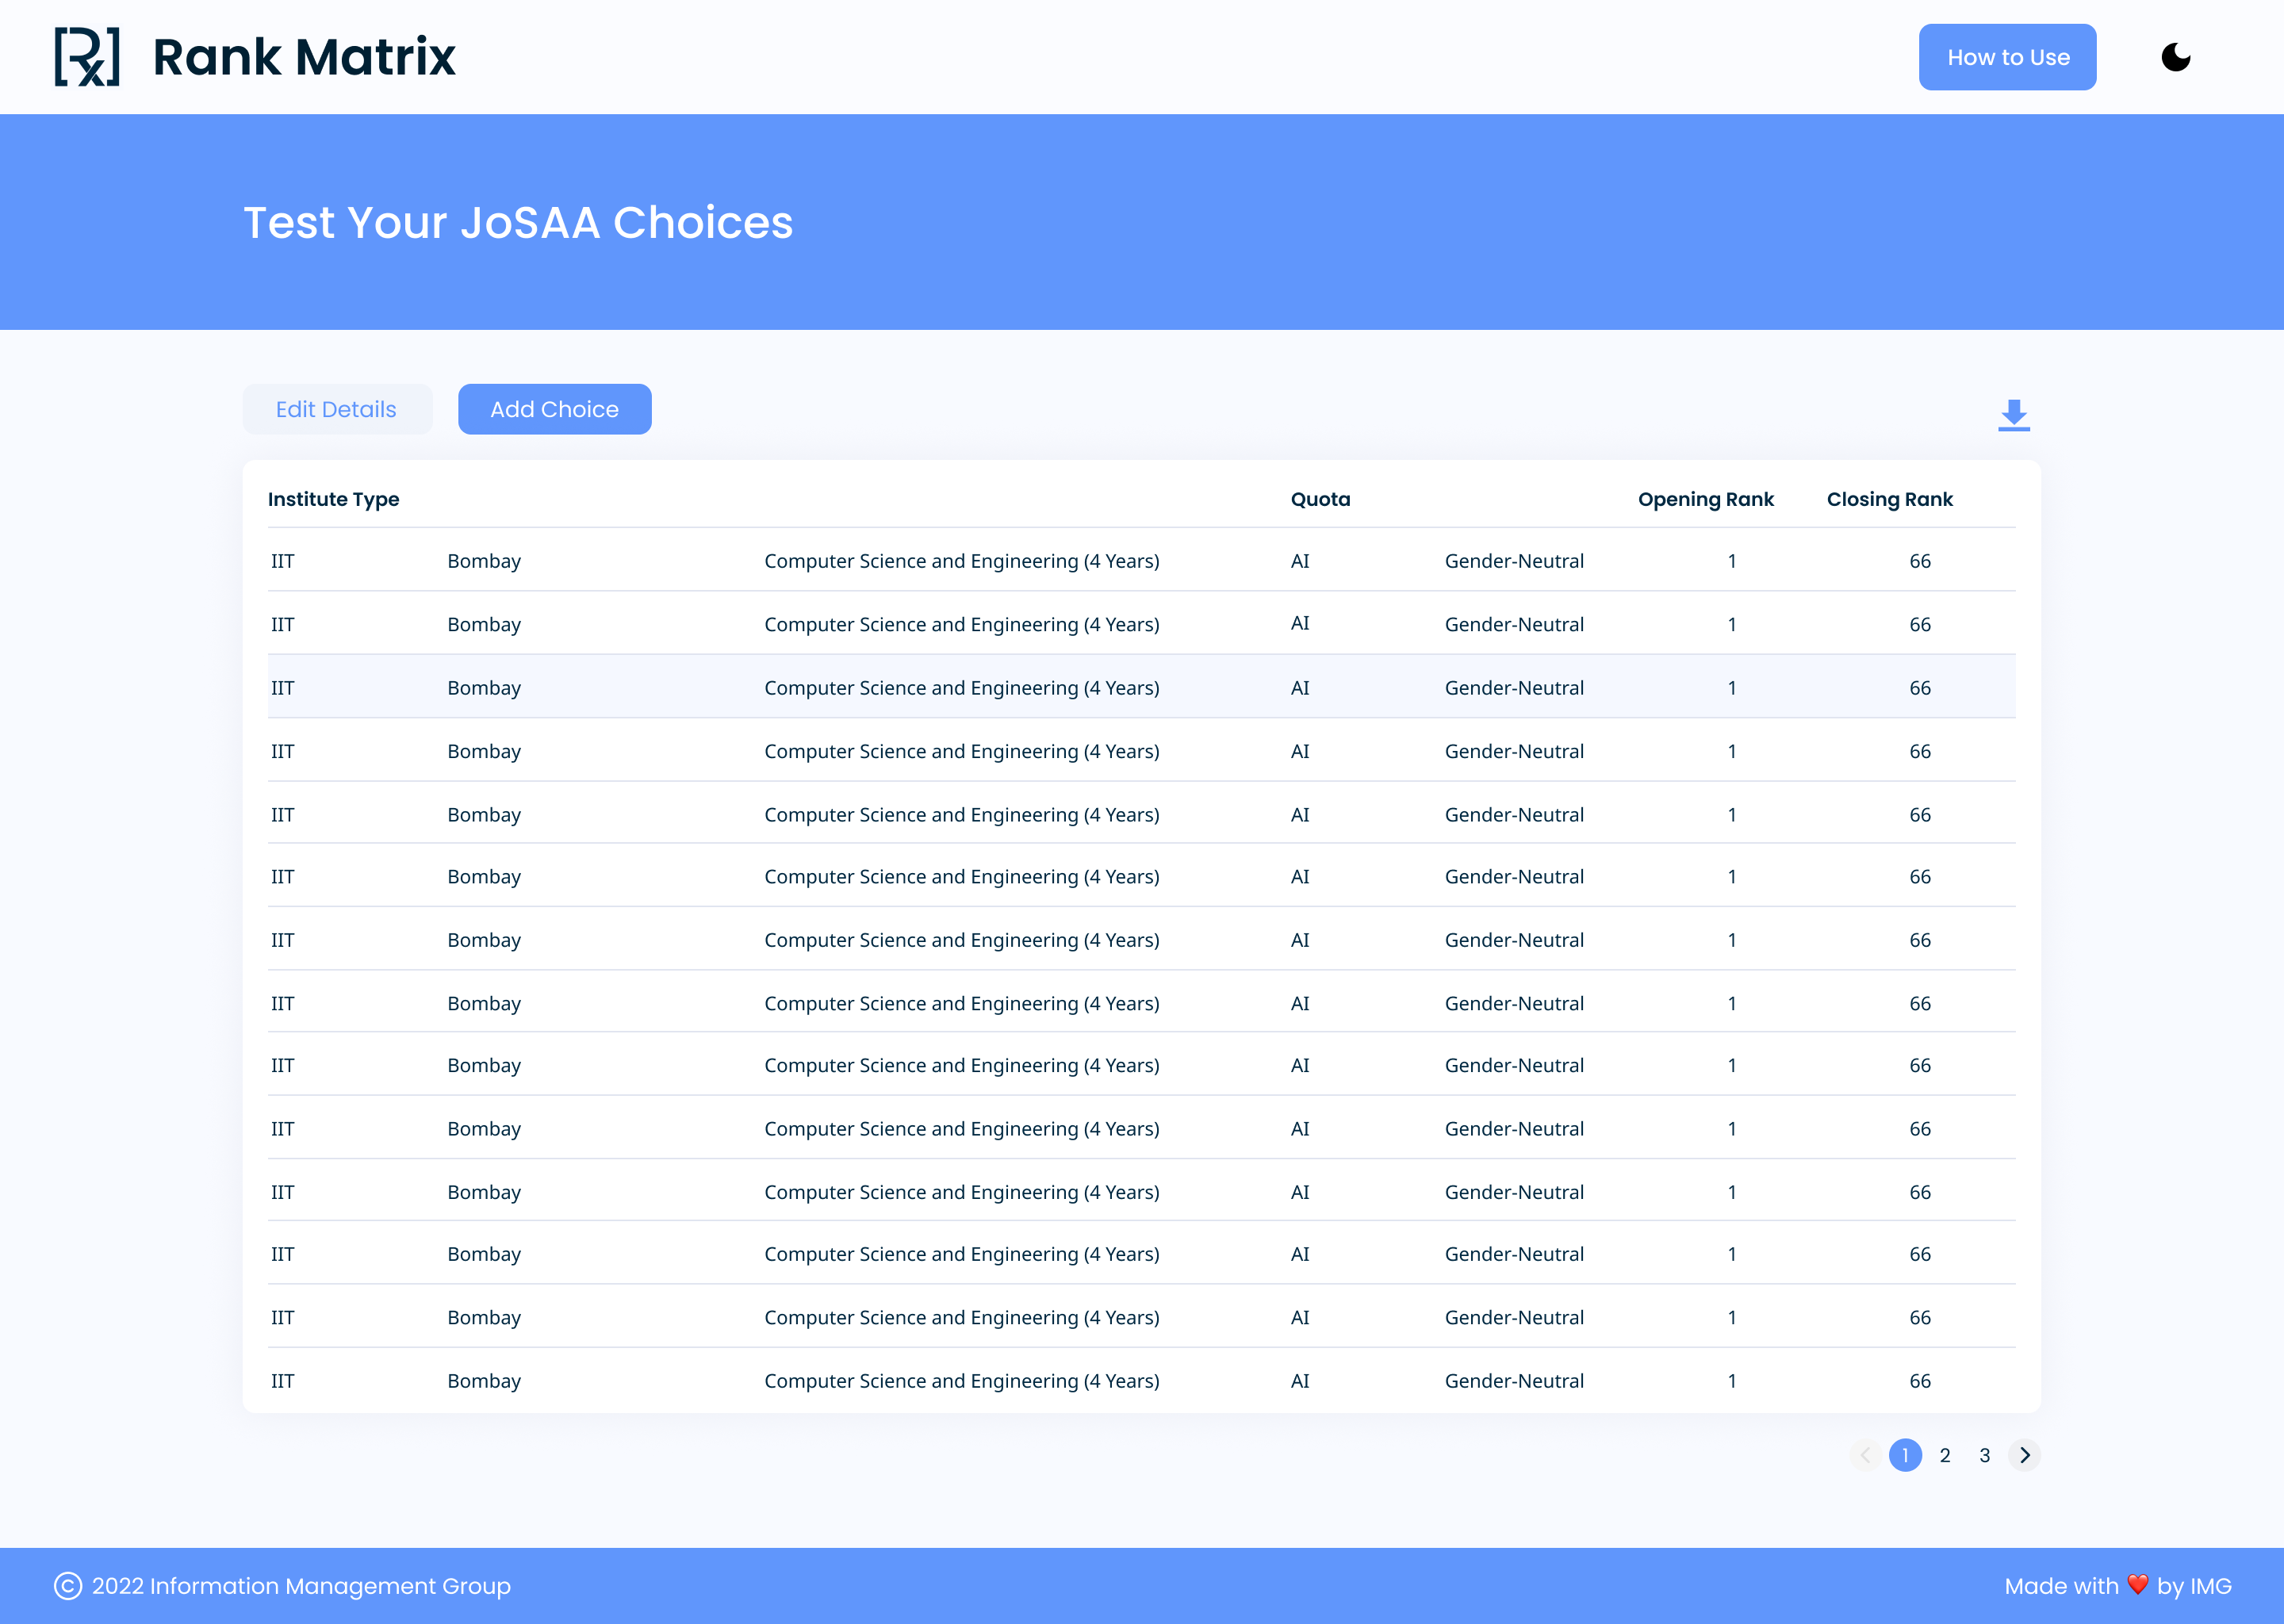 Rx Rank Matrix How to Use
Test Your JoSAA Choices
Edit Details Add Choice
Institute Type Quota Opening Rank Closing Rank
IIT Bombay Computer Science and Engineering (4 Years) AI Gender-Neutral 1 66
IIT Bombay Computer Science and Engineering (4 Years) AI Gender-Neutral 1 66
IIT Bombay Computer Science and Engineering (4 Years) AI Gender-Neutral 1 66
IIT Bombay Computer Science and Engineering (4 Years) AI Gender-Neutral 1 66
IIT Bombay Computer Science and Engineering (4 Years) AI Gender-Neutral 1 66
IIT Bombay Computer Science and Engineering (4 Years) AI Gender-Neutral 1 66
IIT Bombay Computer Science and Engineering (4 Years) AI Gender-Neutral 1 66
IIT Bombay Computer Science and Engineering (4 Years) AI Gender-Neutral 1 66
IIT Bombay Computer Science and Engineering (4 Years) AI Gender-Neutral 1 66
IIT Bombay Computer Science and Engineering (4 Years) AI Gender-Neutral 1 66
IIT Bombay Computer Science and Engineering (4 Years) AI Gender-Neutral 1 66
IIT Bombay Computer Science and Engineering (4 Years) AI Gender-Neutral 1 66
IIT Bombay Computer Science and Engineering (4 Years) AI Gender-Neutral 1 66
IIT Bombay Computer Science and Engineering (4 Years) AI Gender-Neutral 1 66
1 2 3
© 2022 Information Management Group Made with ❤️ by IMG